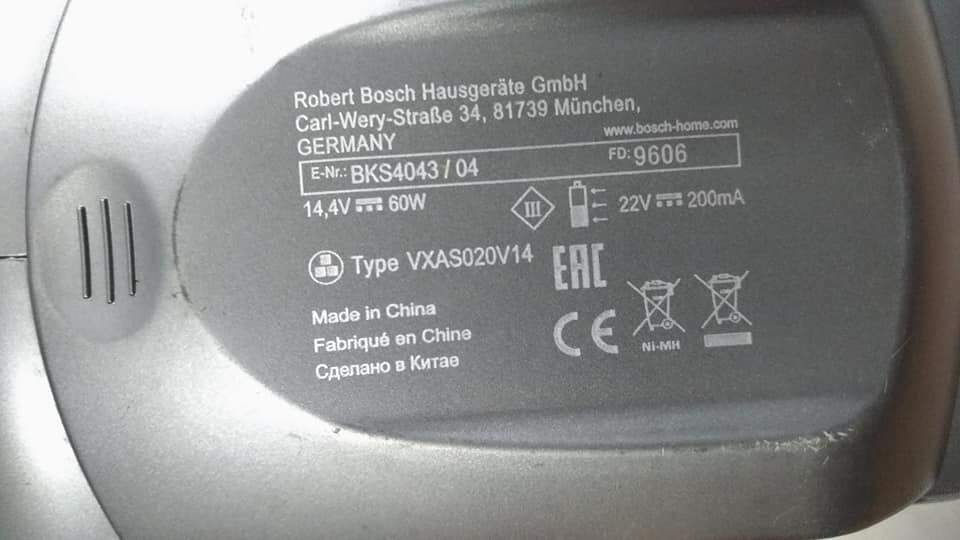 Robert Bosch Hausgeräte GmbH
Carl-Wery-Straße 34, 81739 München,
GERMANY
www.bosch-home.com
E-Nr.: BKS4043 / 04 FD: 9606
14,4V 60W III 22V 200mA
Type VXAS020V14 EAC
Made in China
Fabriqué en Chine
Сделано в Китае
CE Ni-MH